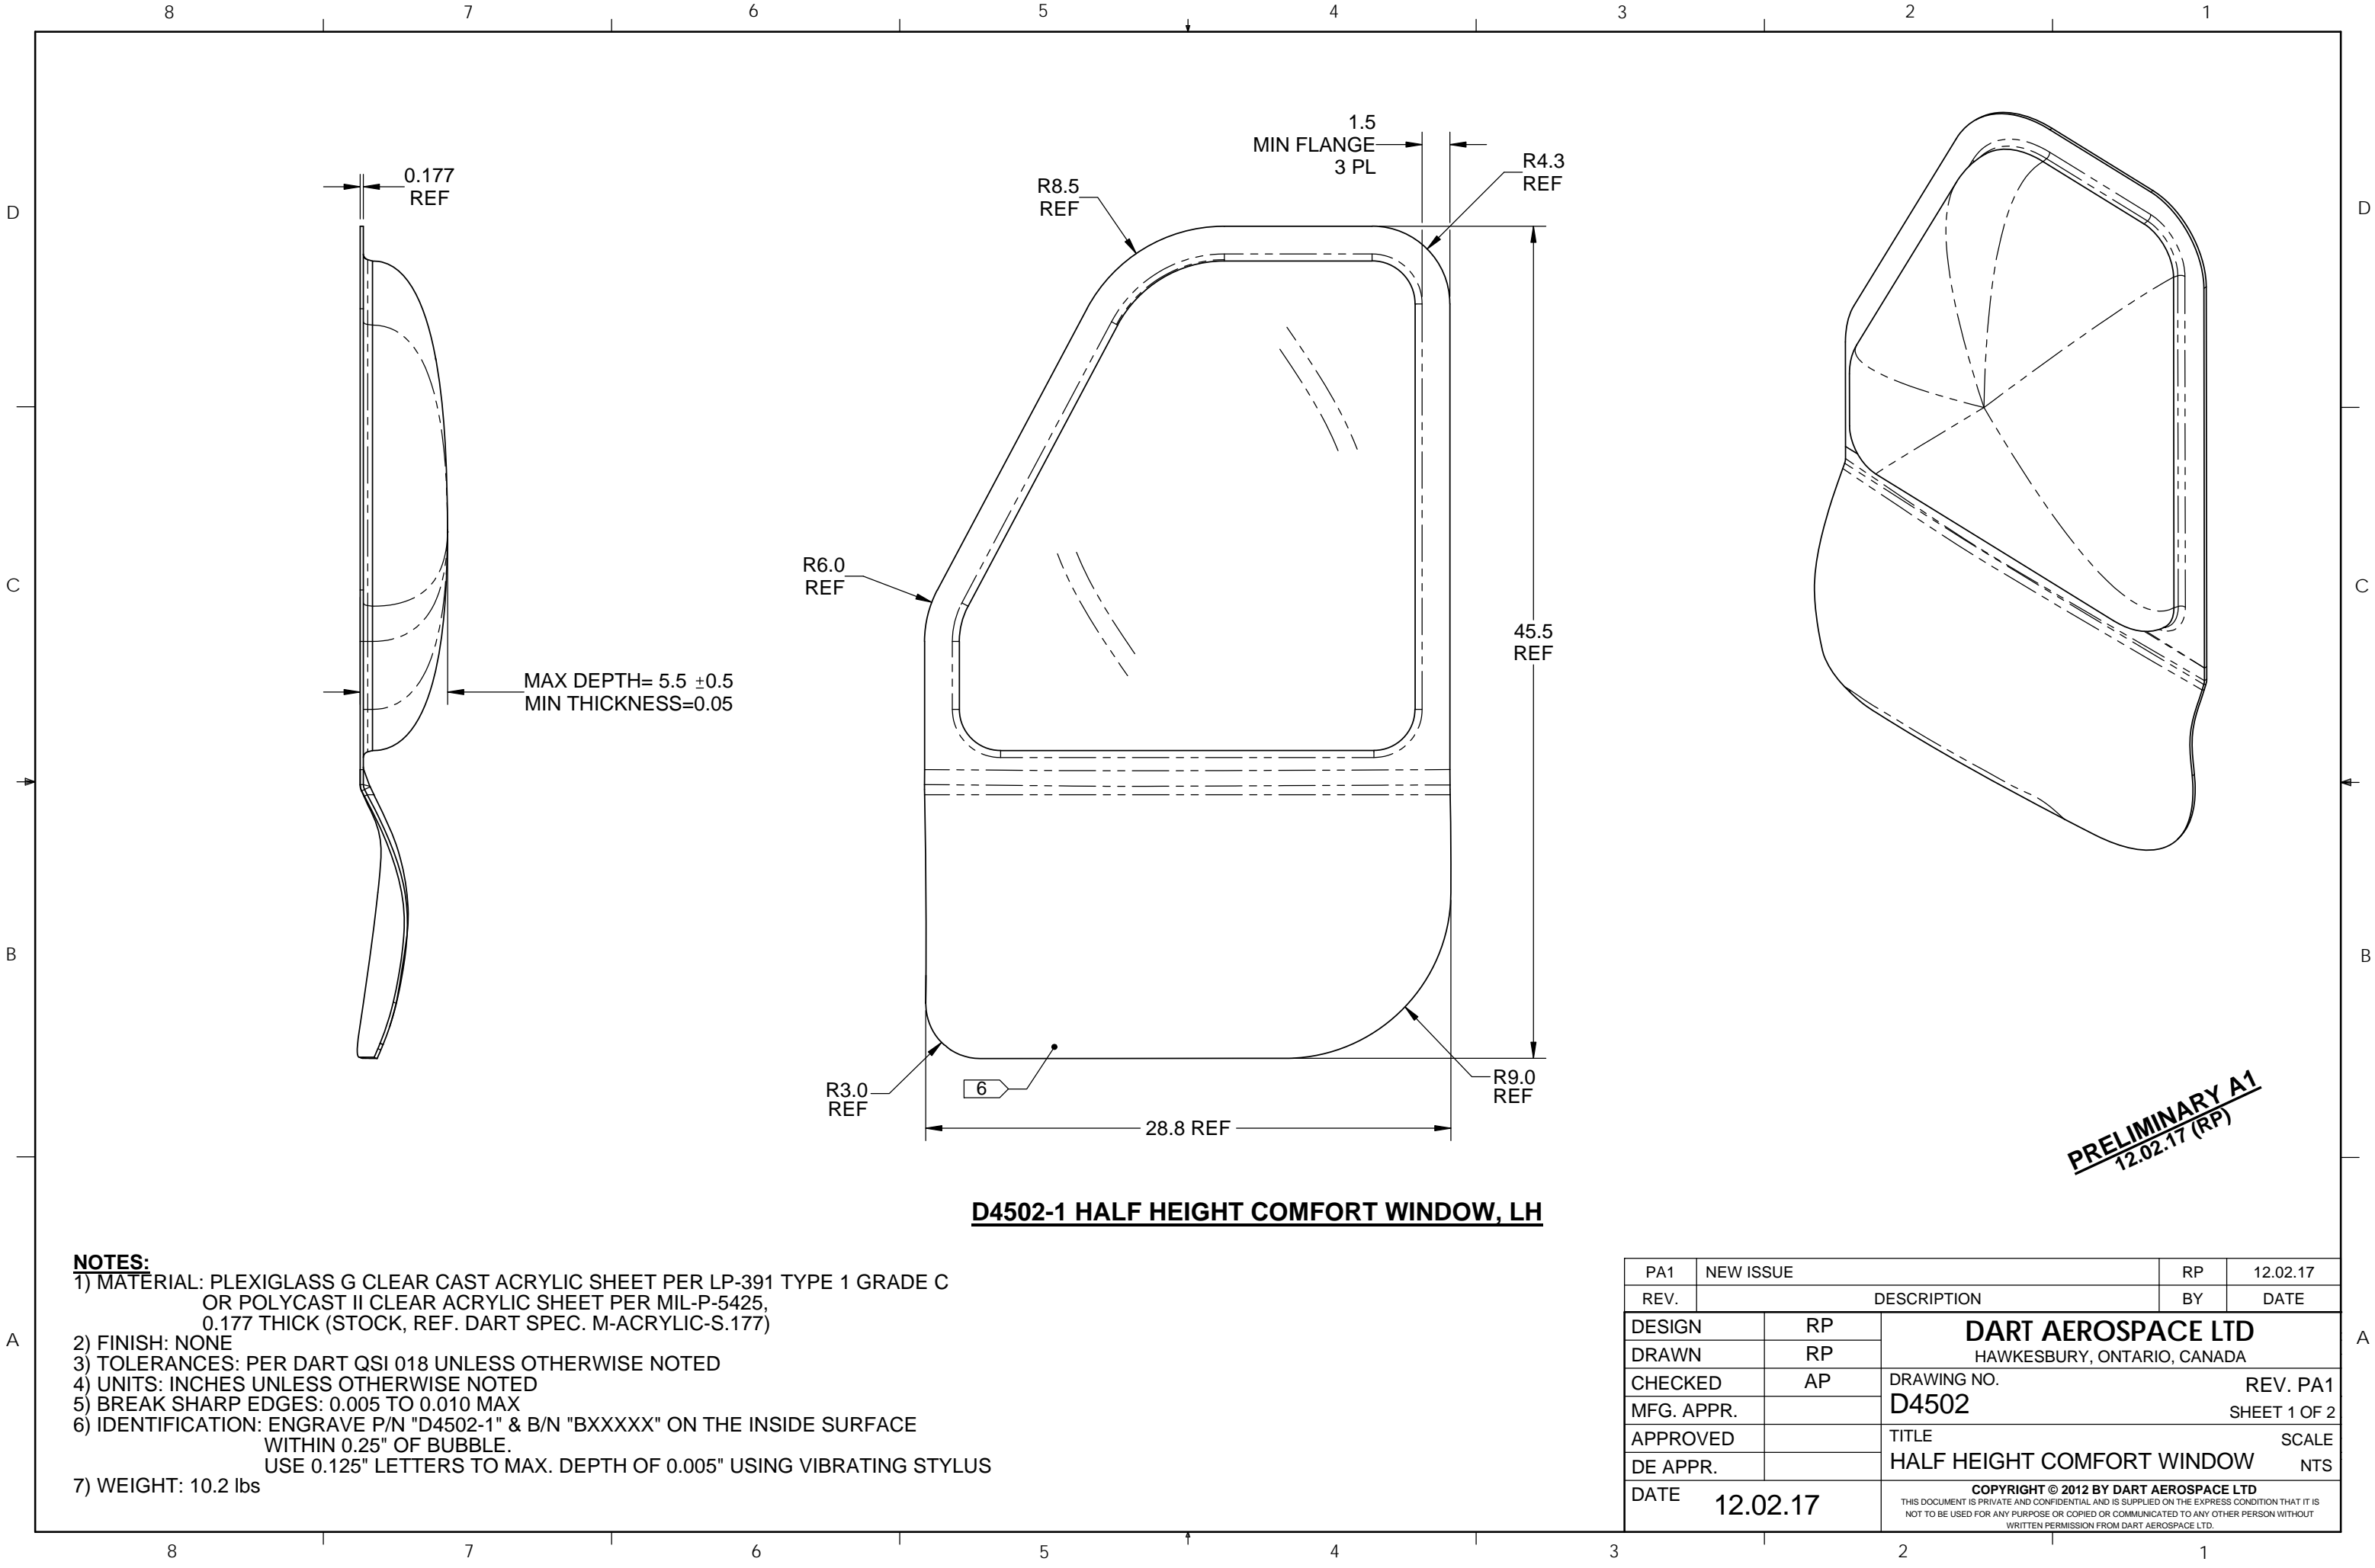 8 7 6 5 4 3 2 1
D
C
B
A
D
C
B
A
0.177
REF
MAX DEPTH= 5.5 ±0.5
MIN THICKNESS=0.05
1.5
MIN FLANGE
3 PL
R8.5
REF
R4.3
REF
R6.0
REF
45.5
REF
R3.0
REF
6
R9.0
REF
28.8 REF
PRELIMINARY A1
12.02.17 (RP)
D4502-1 HALF HEIGHT COMFORT WINDOW, LH
NOTES:
1) MATERIAL: PLEXIGLASS G CLEAR CAST ACRYLIC SHEET PER LP-391 TYPE 1 GRADE C
OR POLYCAST II CLEAR ACRYLIC SHEET PER MIL-P-5425,
0.177 THICK (STOCK, REF. DART SPEC. M-ACRYLIC-S.177)
2) FINISH: NONE
3) TOLERANCES: PER DART QSI 018 UNLESS OTHERWISE NOTED
4) UNITS: INCHES UNLESS OTHERWISE NOTED
5) BREAK SHARP EDGES: 0.005 TO 0.010 MAX
6) IDENTIFICATION: ENGRAVE P/N "D4502-1" & B/N "BXXXXX" ON THE INSIDE SURFACE
WITHIN 0.25" OF BUBBLE.
USE 0.125" LETTERS TO MAX. DEPTH OF 0.005" USING VIBRATING STYLUS
7) WEIGHT: 10.2 lbs
PA1 NEW ISSUE RP 12.02.17
REV. DESCRIPTION BY DATE
DESIGN RP
DRAWN RP
CHECKED AP
MFG. APPR.
APPROVED
DE APPR.
DATE 12.02.17
DART AEROSPACE LTD
HAWKESBURY, ONTARIO, CANADA
DRAWING NO. REV. PA1
D4502 SHEET 1 OF 2
TITLE SCALE
HALF HEIGHT COMFORT WINDOW NTS
COPYRIGHT © 2012 BY DART AEROSPACE LTD
THIS DOCUMENT IS PRIVATE AND CONFIDENTIAL AND IS SUPPLIED ON THE EXPRESS CONDITION THAT IT IS
NOT TO BE USED FOR ANY PURPOSE OR COPIED OR COMMUNICATED TO ANY OTHER PERSON WITHOUT
WRITTEN PERMISSION FROM DART AEROSPACE LTD.
8 7 6 5 4 3 2 1